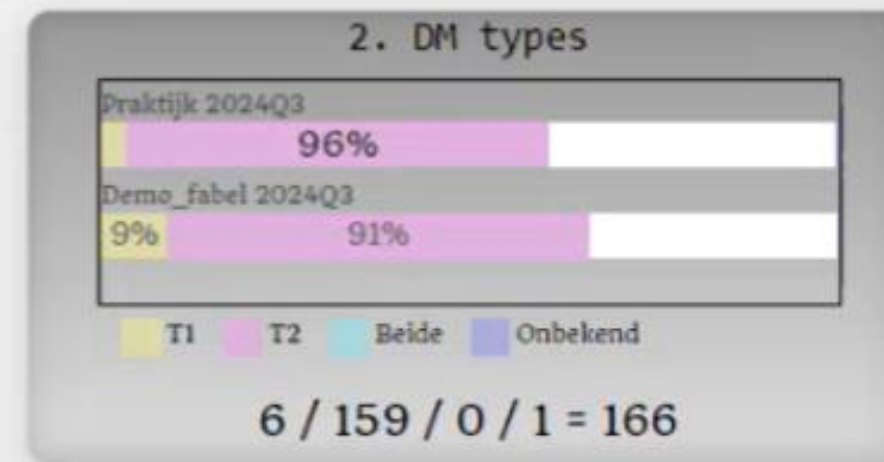 2. DM types
Praktijk 2024Q3
96%
Demo_fabel 2024Q3
9% 91%
T1 T2 Beide Onbekend
6 / 159 / 0 / 1 = 166